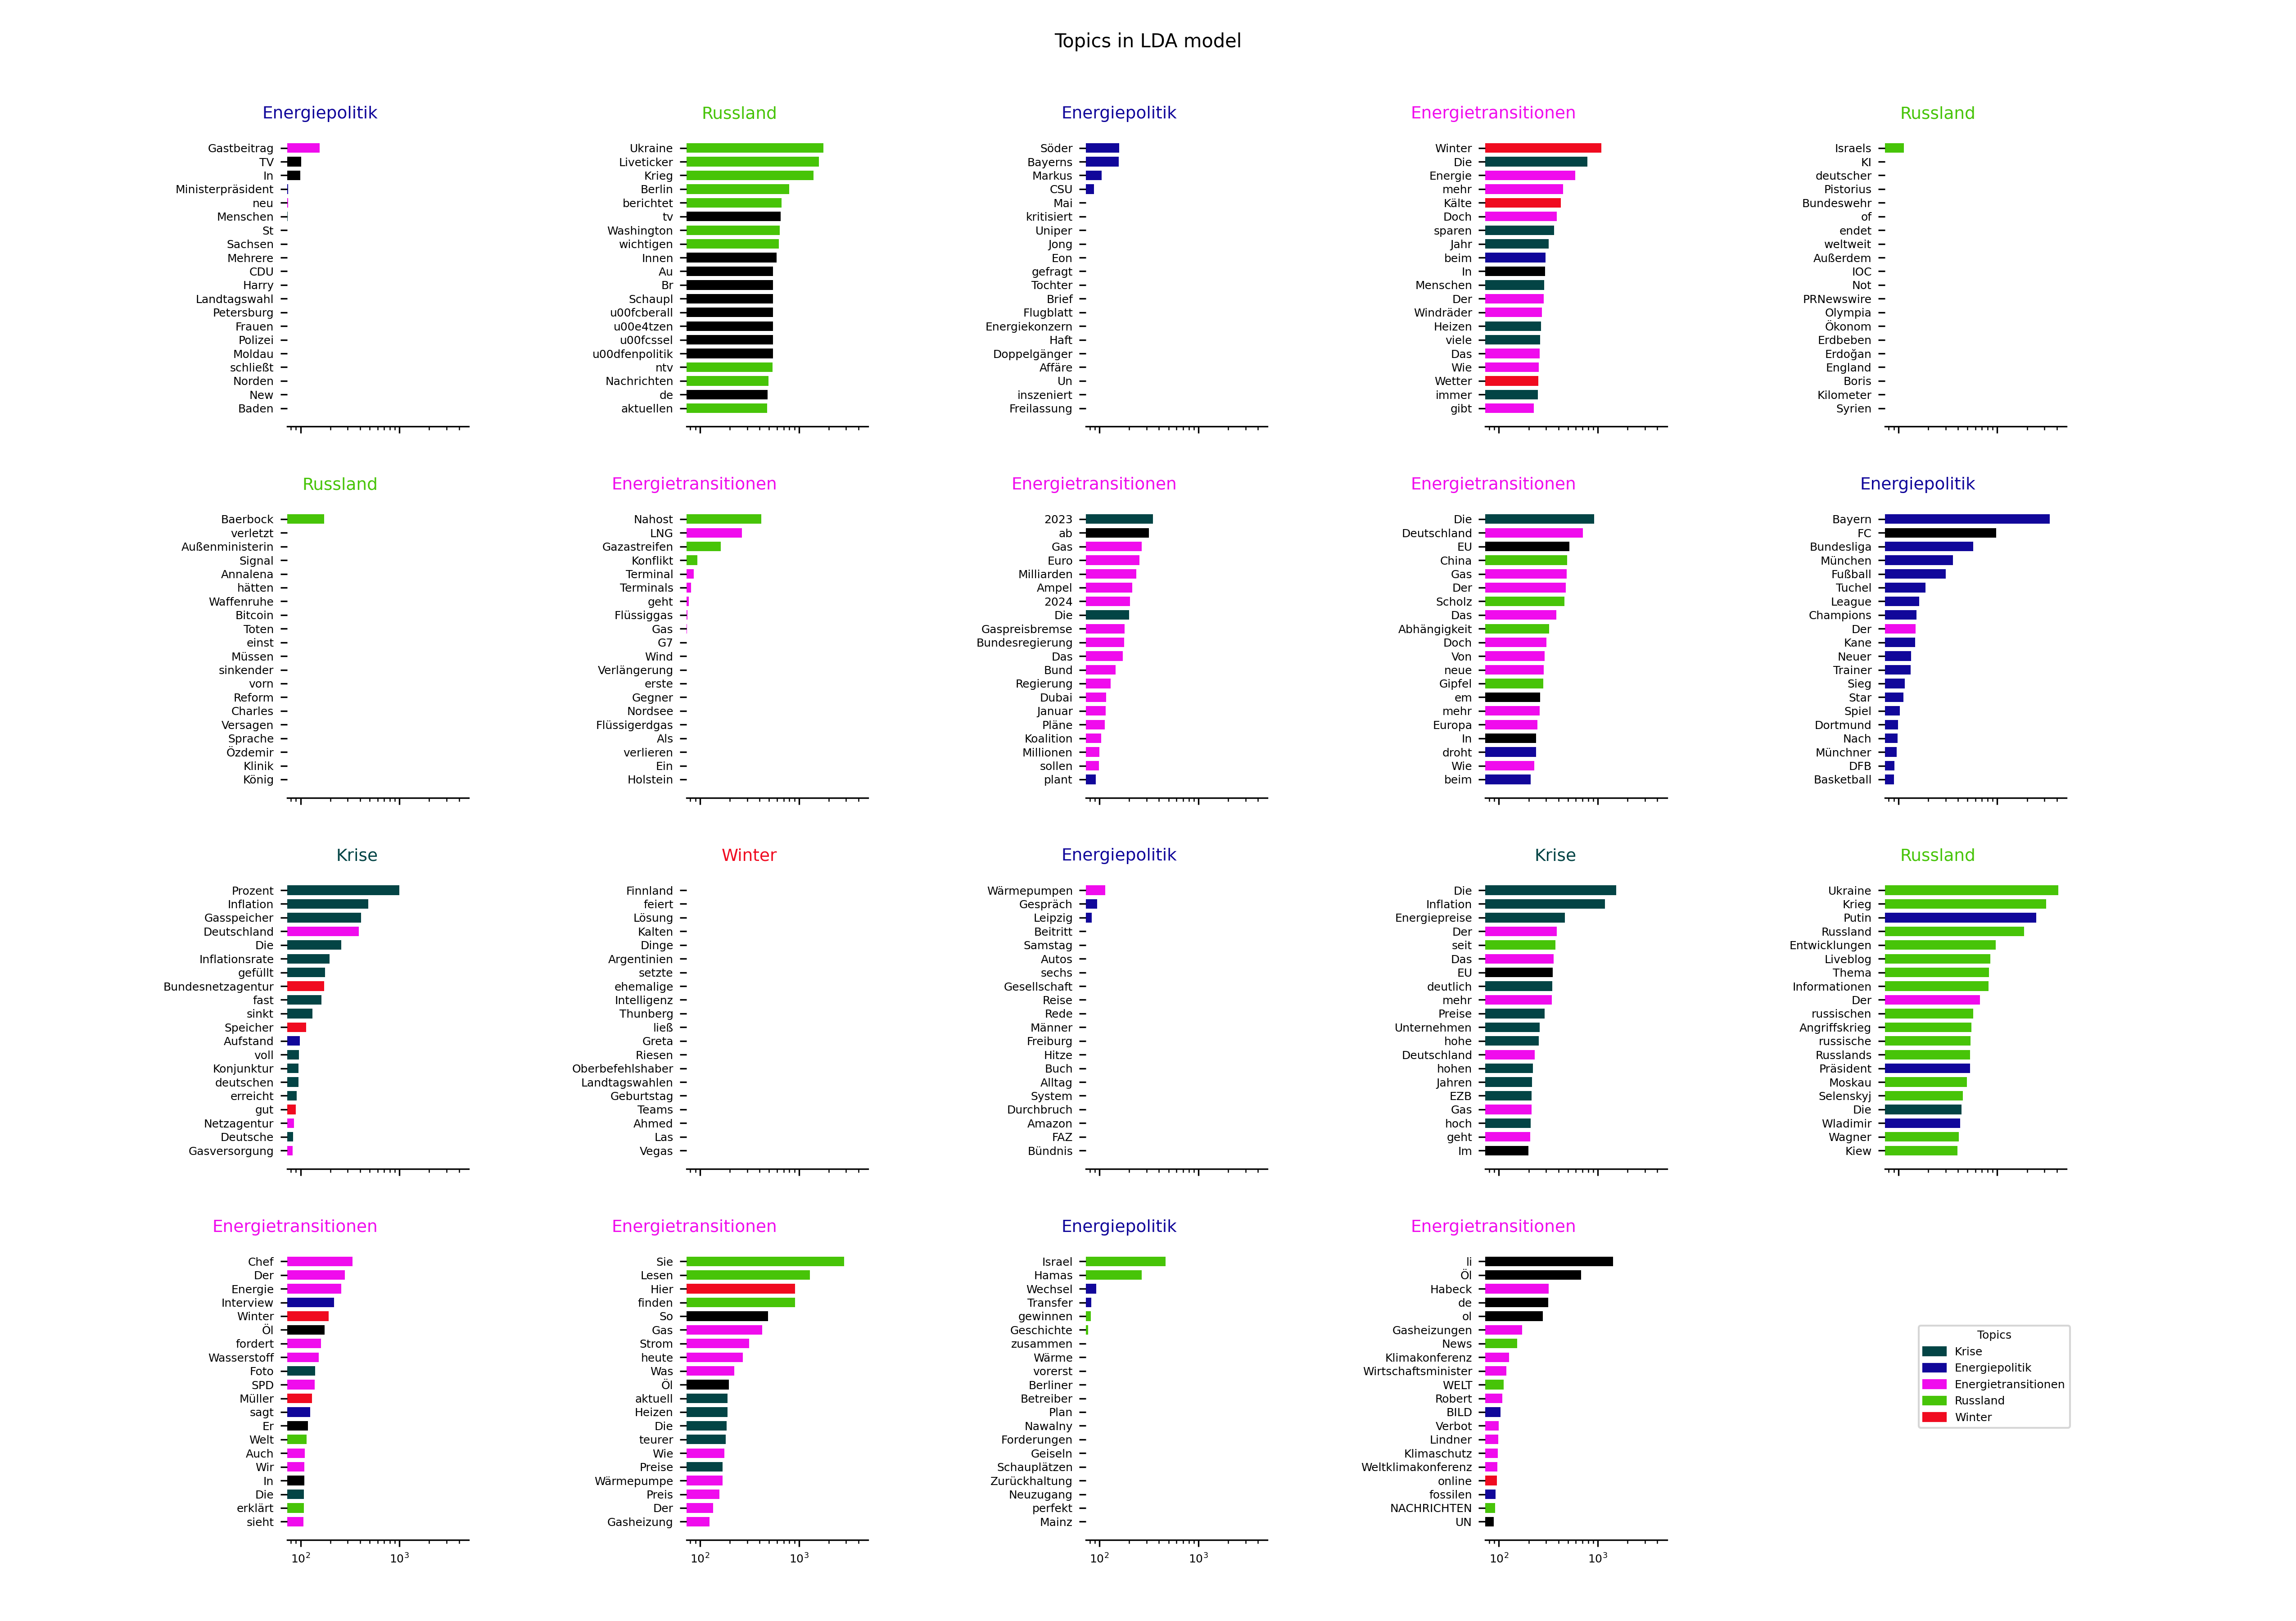 Topics in LDA model
Energiepolitik
Gastbeitrag
TV
In
Ministerpräsident
neu
Menschen
St
Sachsen
Mehrere
CDU
Harry
Landtagswahl
Petersburg
Frauen
Polizei
Moldau
schließt
Norden
New
Baden
Russland
Ukraine
Liveticker
Krieg
Berlin
berichtet
tv
Washington
wichtigen
Innen
Au
Br
Schaupl
u00fcberall
u00e4tzen
u00fcssel
u00dfenpolitik
ntv
Nachrichten
de
aktuellen
Energiepolitik
Söder
Bayerns
Markus
CSU
Mai
kritisiert
Uniper
Jong
Eon
gefragt
Tochter
Brief
Flugblatt
Energiekonzern
Haft
Doppelgänger
Affäre
Un
inszeniert
Freilassung
Energietransitionen
Winter
Die
Energie
mehr
Kälte
Doch
sparen
Jahr
beim
In
Menschen
Der
Windräder
Heizen
viele
Das
Wie
Wetter
immer
gibt
Russland
Israels
KI
deutscher
Pistorius
Bundeswehr
of
endet
weltweit
Außerdem
IOC
Not
PRNewswire
Olympia
Ökonom
Erdbeben
Erdoğan
England
Boris
Kilometer
Syrien
Russland
Baerbock
verletzt
Außenministerin
Signal
Annalena
hätten
Waffenruhe
Bitcoin
Toten
einst
Müssen
sinkender
vorn
Reform
Charles
Versagen
Sprache
Özdemir
Klinik
König
Energietransitionen
Nahost
LNG
Gazastreifen
Konflikt
Terminal
Terminals
geht
Flüssiggas
Gas
G7
Wind
Verlängerung
erste
Gegner
Nordsee
Flüssigerdgas
Als
verlieren
Ein
Holstein
Energietransitionen
2023
ab
Gas
Euro
Milliarden
Ampel
2024
Die
Gaspreisbremse
Bundesregierung
Das
Bund
Regierung
Dubai
Januar
Pläne
Koalition
Millionen
sollen
plant
Energietransitionen
Die
Deutschland
EU
China
Gas
Der
Scholz
Das
Abhängigkeit
Doch
Von
neue
Gipfel
em
mehr
Europa
In
droht
Wie
beim
Energiepolitik
Bayern
FC
Bundesliga
München
Fußball
Tuchel
League
Champions
Der
Kane
Neuer
Trainer
Sieg
Star
Spiel
Dortmund
Nach
Münchner
DFB
Basketball
Krise
Prozent
Inflation
Gasspeicher
Deutschland
Die
Inflationsrate
gefüllt
Bundesnetzagentur
fast
sinkt
Speicher
Aufstand
voll
Konjunktur
deutschen
erreicht
gut
Netzagentur
Deutsche
Gasversorgung
Winter
Finnland
feiert
Lösung
Kalten
Dinge
Argentinien
setzte
ehemalige
Intelligenz
Thunberg
ließ
Greta
Riesen
Oberbefehlshaber
Landtagswahlen
Geburtstag
Teams
Ahmed
Las
Vegas
Energiepolitik
Wärmepumpen
Gespräch
Leipzig
Beitritt
Samstag
Autos
sechs
Gesellschaft
Reise
Rede
Männer
Freiburg
Hitze
Buch
Alltag
System
Durchbruch
Amazon
FAZ
Bündnis
Krise
Die
Inflation
Energiepreise
Der
seit
Das
EU
deutlich
mehr
Preise
Unternehmen
hohe
Deutschland
hohen
Jahren
EZB
Gas
hoch
geht
Im
Russland
Ukraine
Krieg
Putin
Russland
Entwicklungen
Liveblog
Thema
Informationen
Der
russischen
Angriffskrieg
russische
Russlands
Präsident
Moskau
Selenskyj
Die
Wladimir
Wagner
Kiew
Energietransitionen
Chef
Der
Energie
Interview
Winter
Öl
fordert
Wasserstoff
Foto
SPD
Müller
sagt
Er
Welt
Auch
Wir
In
Die
erklärt
sieht
10² 10³
Energietransitionen
Sie
Lesen
Hier
finden
So
Gas
Strom
heute
Was
Öl
aktuell
Heizen
Die
teurer
Wie
Preise
Wärmepumpe
Preis
Der
Gasheizung
10² 10³
Energiepolitik
Israel
Hamas
Wechsel
Transfer
gewinnen
Geschichte
zusammen
Wärme
vorerst
Berliner
Betreiber
Plan
Nawalny
Forderungen
Geiseln
Schauplätzen
Zurückhaltung
Neuzugang
perfekt
Mainz
10² 10³
Energietransitionen
li
Öl
Habeck
de
ol
Gasheizungen
News
Klimakonferenz
Wirtschaftsminister
WELT
Robert
BILD
Verbot
Lindner
Klimaschutz
Weltklimakonferenz
online
fossilen
NACHRICHTEN
UN
10² 10³
Topics
Krise
Energiepolitik
Energietransitionen
Russland
Winter